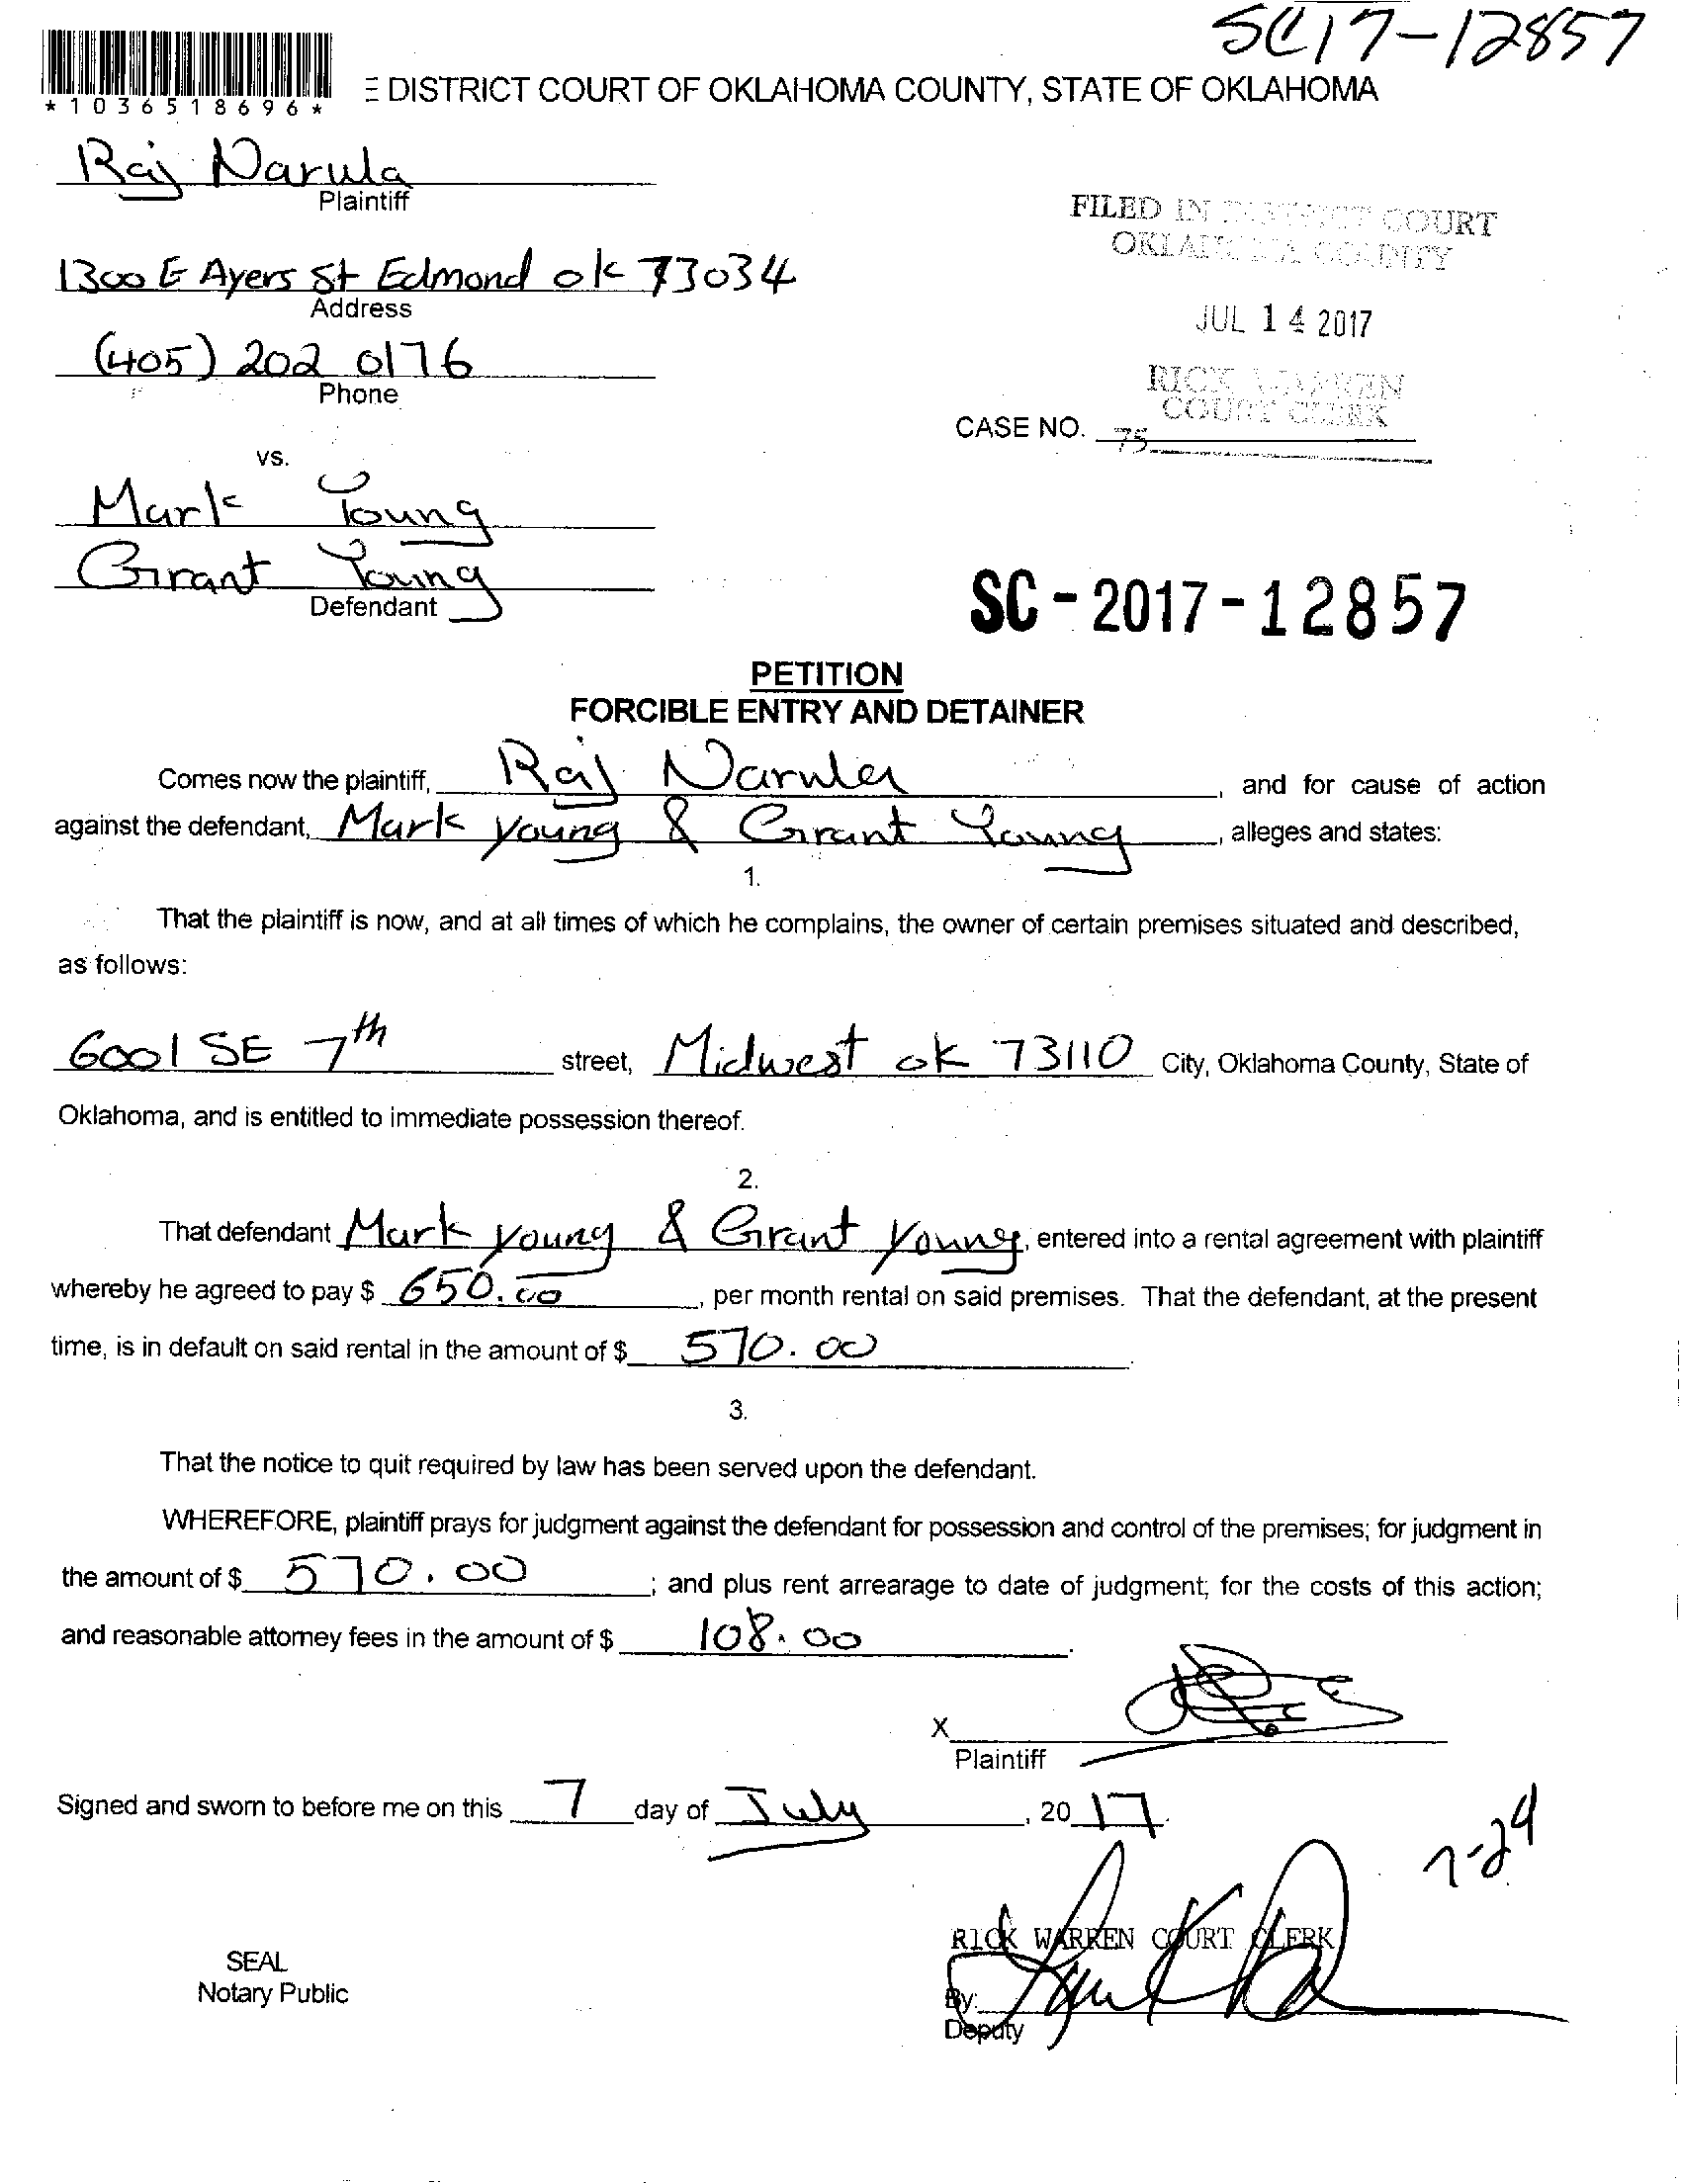 SC17-12857
*1036518696*
E DISTRICT COURT OF OKLAHOMA COUNTY, STATE OF OKLAHOMA
Raj Narula
Plaintiff
FILED IN DISTRICT COURT
OKLAHOMA COUNTY
1300 E Ayers St Edmond ok 73034
Address
JUL 14 2017
(405) 202 0176
Phone
RICK WARREN
COURT CLERK
CASE NO.
75
vs.
Mark Young
Grant Young
Defendant
SC-2017-12857
PETITION
FORCIBLE ENTRY AND DETAINER
Comes now the plaintiff, Raj Narula, and for cause of action
against the defendant, Mark Young & Grant Young, alleges and states:
1.
That the plaintiff is now, and at all times of which he complains, the owner of certain premises situated and described,
as follows:
6001 SE 7th street, Midwest ok 73110 City, Oklahoma County, State of
Oklahoma, and is entitled to immediate possession thereof.
2.
That defendant Mark young & Grant Young, entered into a rental agreement with plaintiff
whereby he agreed to pay $ 650.00, per month rental on said premises. That the defendant, at the present
time, is in default on said rental in the amount of $ 570.00.
3.
That the notice to quit required by law has been served upon the defendant.
WHEREFORE, plaintiff prays for judgment against the defendant for possession and control of the premises; for judgment in
the amount of $ 570.00; and plus rent arrearage to date of judgment; for the costs of this action;
and reasonable attorney fees in the amount of $ 108.00.
X
Plaintiff
Signed and sworn to before me on this 7 day of July, 2017.
7-24
RICK WARREN COURT CLERK
SEAL
Notary Public
By:
Deputy